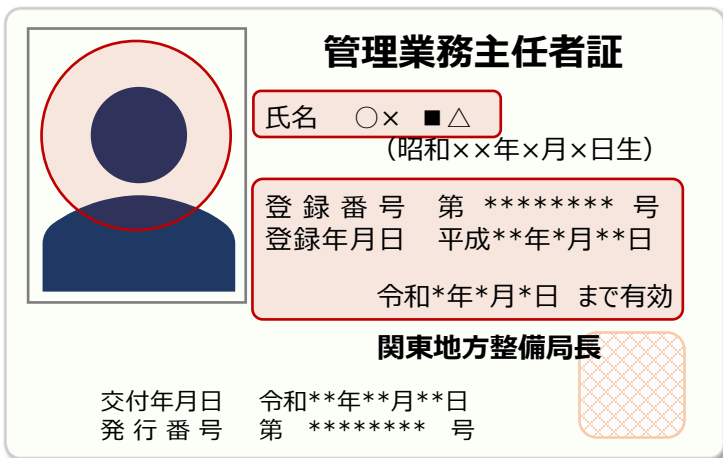 管理業務主任者証
氏名　○× ■△
（昭和××年×月×日生）
登録番号　第 ******** 号
登録年月日　平成**年*月**日
令和*年*月*日 まで有効
関東地方整備局長
交付年月日　令和**年**月**日
発行番号　第 ******** 号